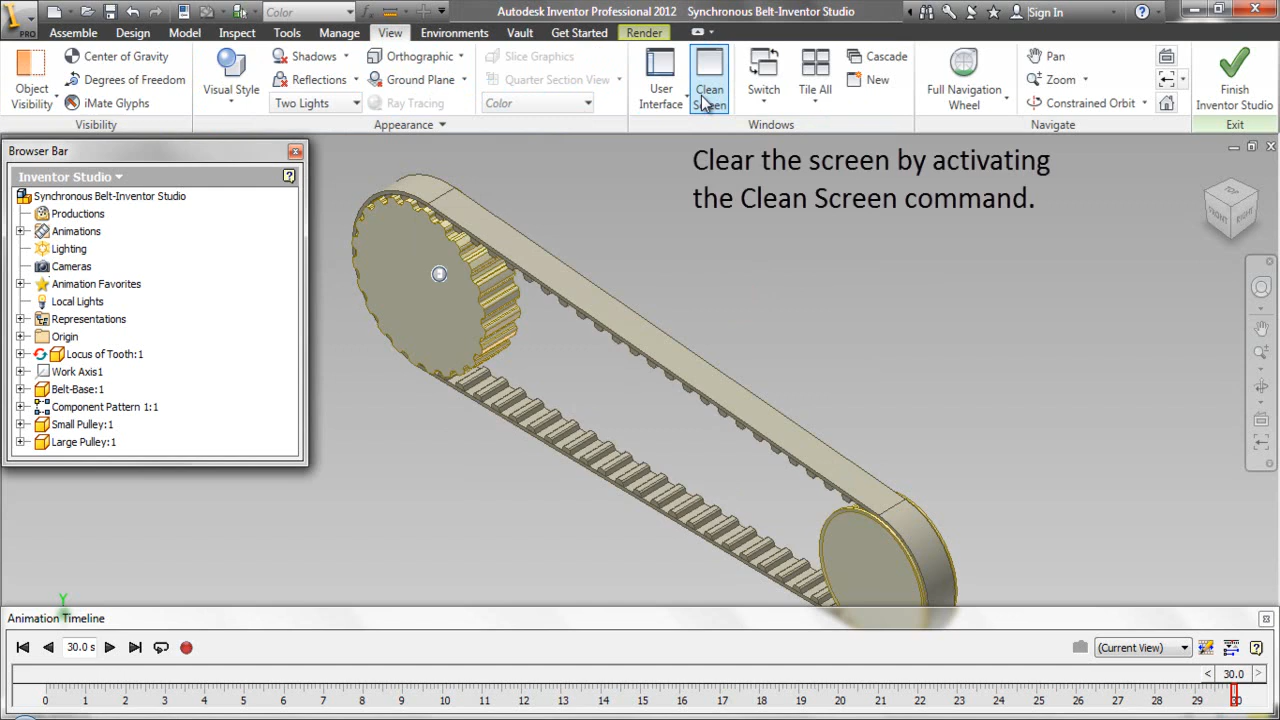 Color
Autodesk Inventor Professional 2012 Synchronous Belt-Inventor Studio
Sign In
PRO
Assemble Design Model Inspect Tools Manage View Environments Vault Get Started Render
Object Visibility
Center of Gravity
Degrees of Freedom
iMate Glyphs
Visibility
Visual Style
Shadows
Reflections
Two Lights
Orthographic
Ground Plane
Ray Tracing
Slice Graphics
Quarter Section View
Color
Appearance
User Interface
Clean Screen
Switch
Tile All
Cascade
New
Windows
Full Navigation Wheel
Pan
Zoom
Constrained Orbit
Navigate
Finish Inventor Studio
Exit
Browser Bar
Inventor Studio
Synchronous Belt-Inventor Studio
Productions
Animations
Lighting
Cameras
Animation Favorites
Local Lights
Representations
Origin
Locus of Tooth:1
Work Axis1
Belt-Base:1
Component Pattern 1:1
Small Pulley:1
Large Pulley:1
Clear the screen by activating
the Clean Screen command.
FRONT RIGHT
Y
Animation Timeline
30.0 s
(Current View)
< 30.0 >
0 1 2 3 4 5 6 7 8 9 10 11 12 13 14 15 16 17 18 19 20 21 22 23 24 25 26 27 28 29 30